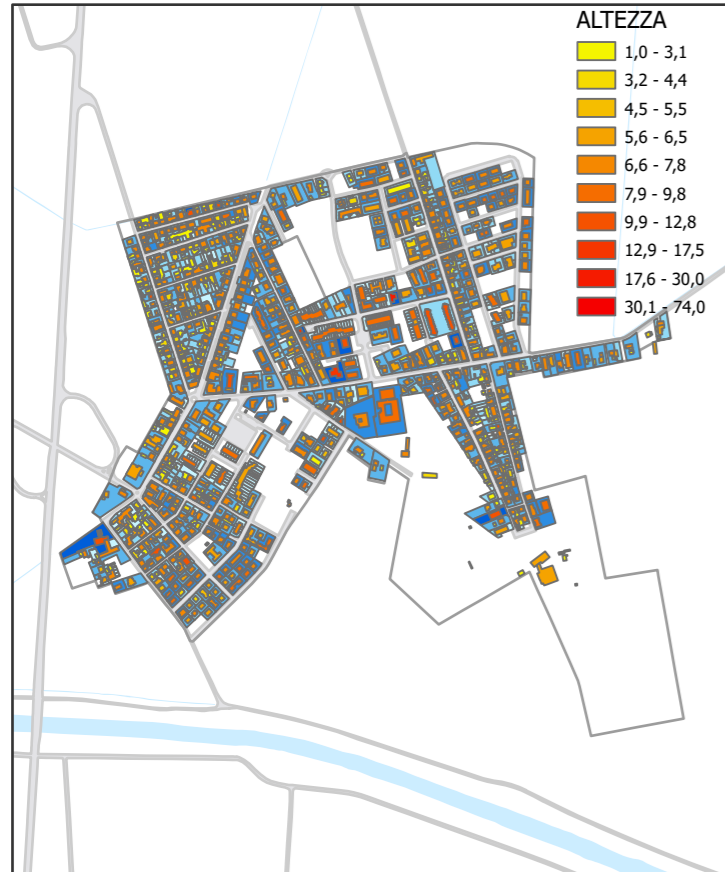 ALTEZZA
1,0 - 3,1
3,2 - 4,4
4,5 - 5,5
5,6 - 6,5
6,6 - 7,8
7,9 - 9,8
9,9 - 12,8
12,9 - 17,5
17,6 - 30,0
30,1 - 74,0